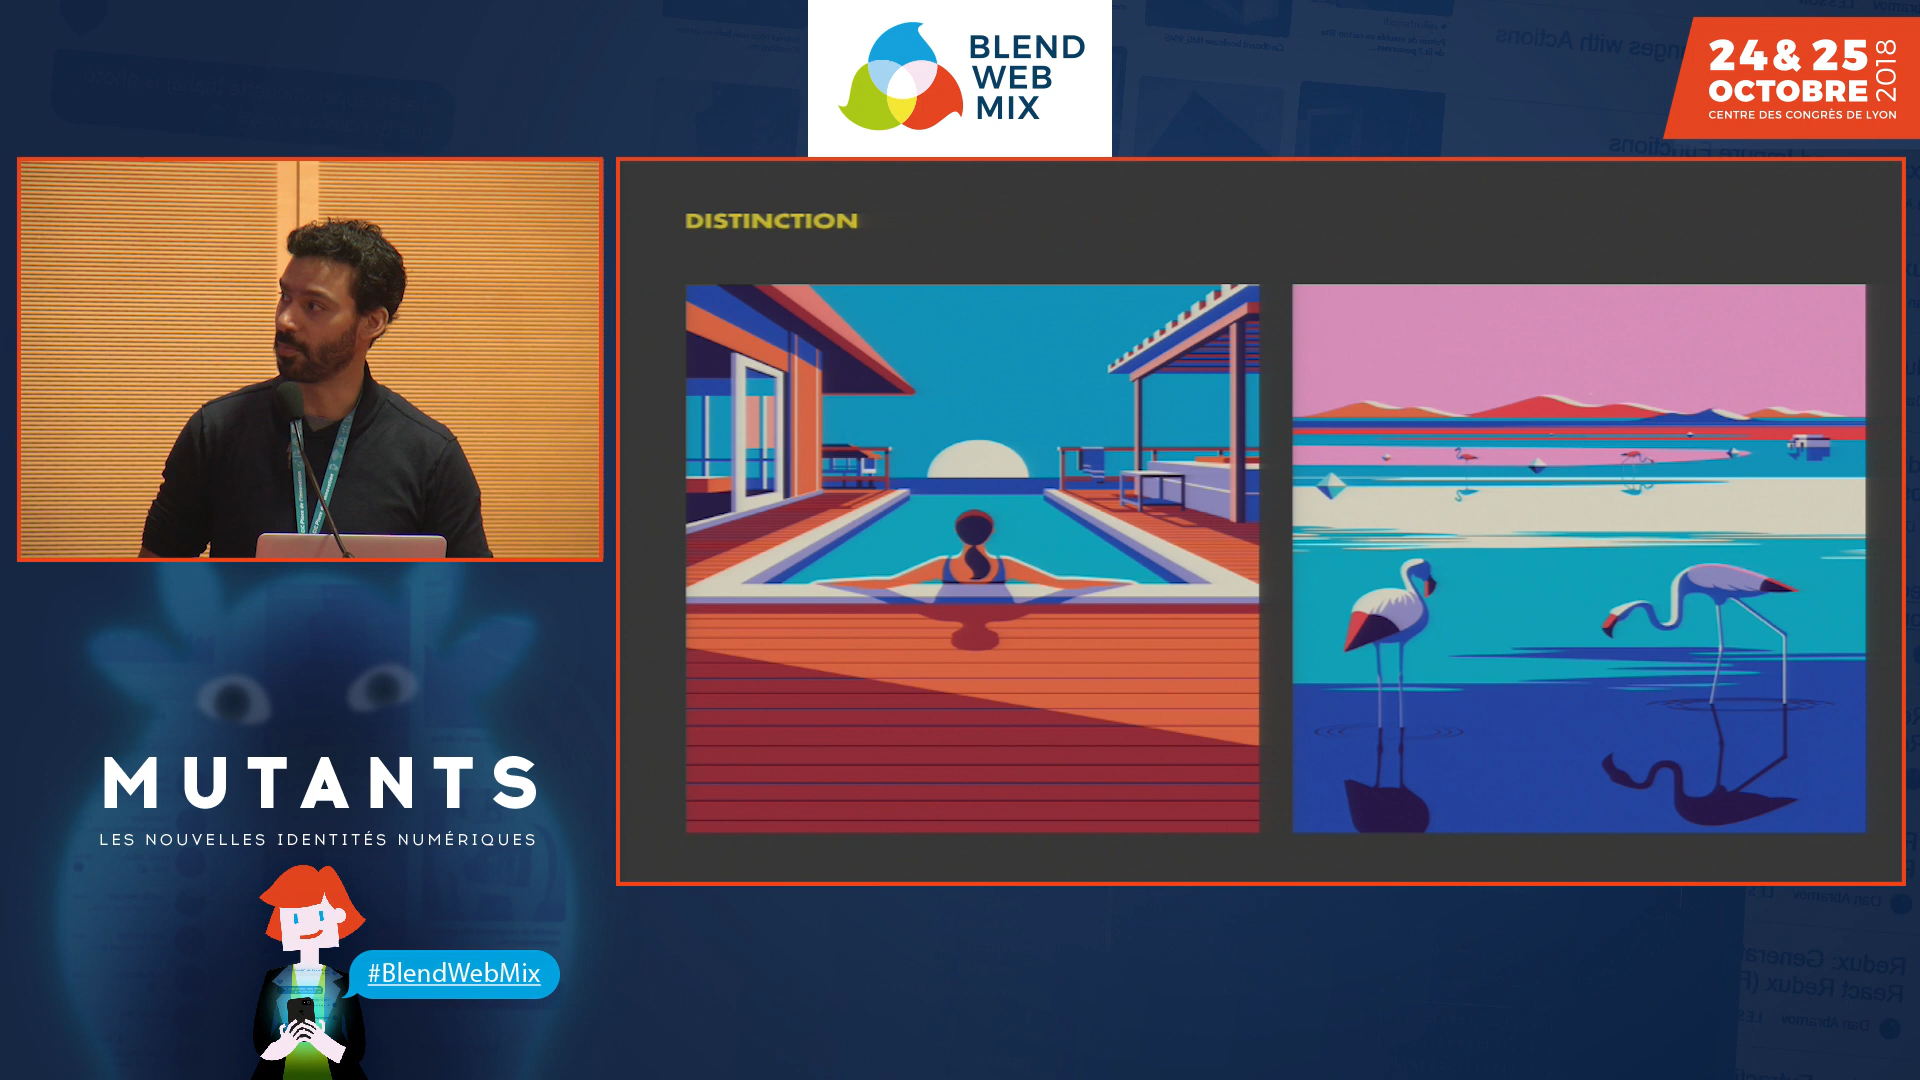 BLEND
WEB
MIX
24 & 25
OCTOBRE
2018
CENTRE DES CONGRÈS DE LYON
DISTINCTION
MUTANTS
LES NOUVELLES IDENTITÉS NUMÉRIQUES
#BlendWebMix